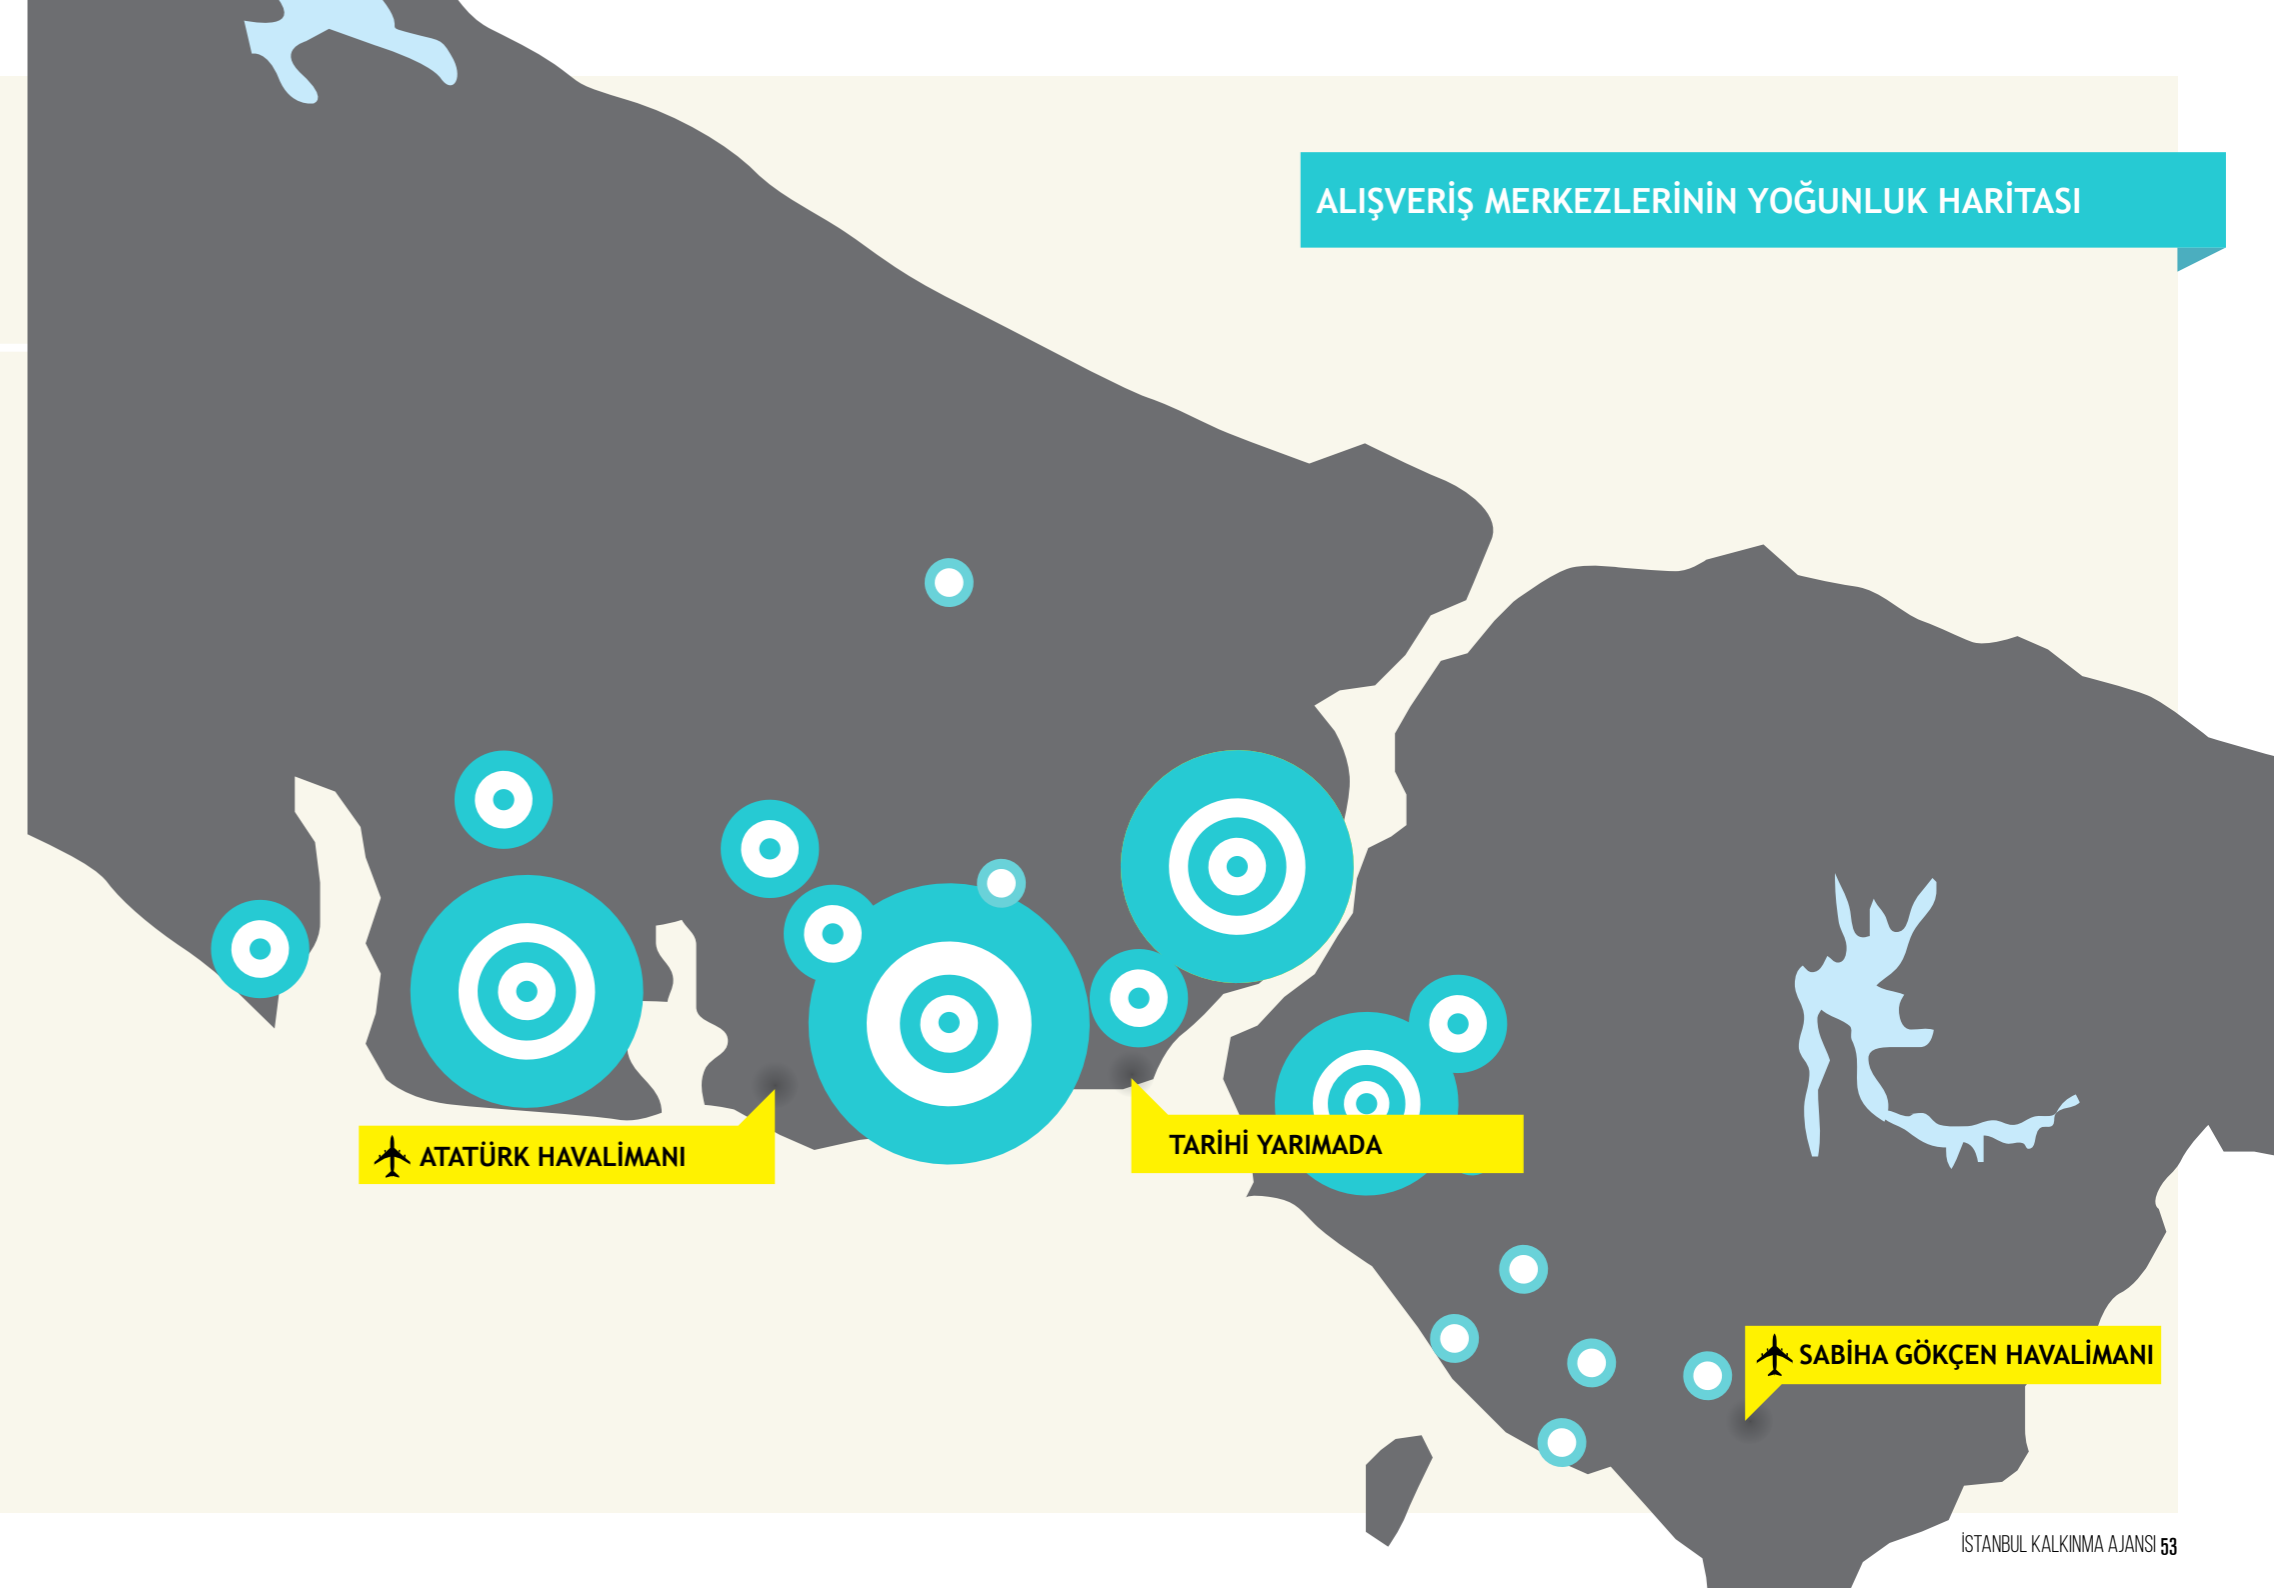 ALIŞVERİŞ MERKEZLERİNİN YOĞUNLUK HARİTASI
ATATÜRK HAVALİMANI
TARİHİ YARIMADA
SABİHA GÖKÇEN HAVALİMANI
İSTANBUL KALKINMA AJANSI 53